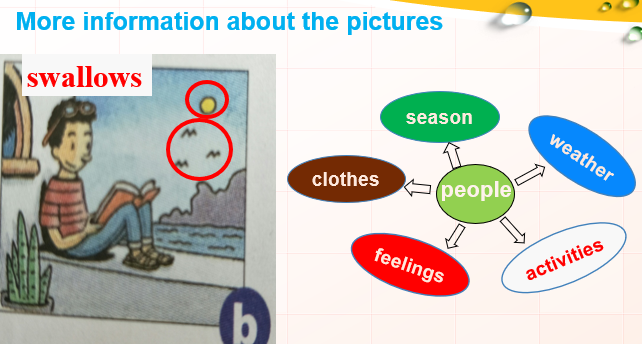 More information about the pictures
swallows
season
weather
clothes
people
feelings
activities
b